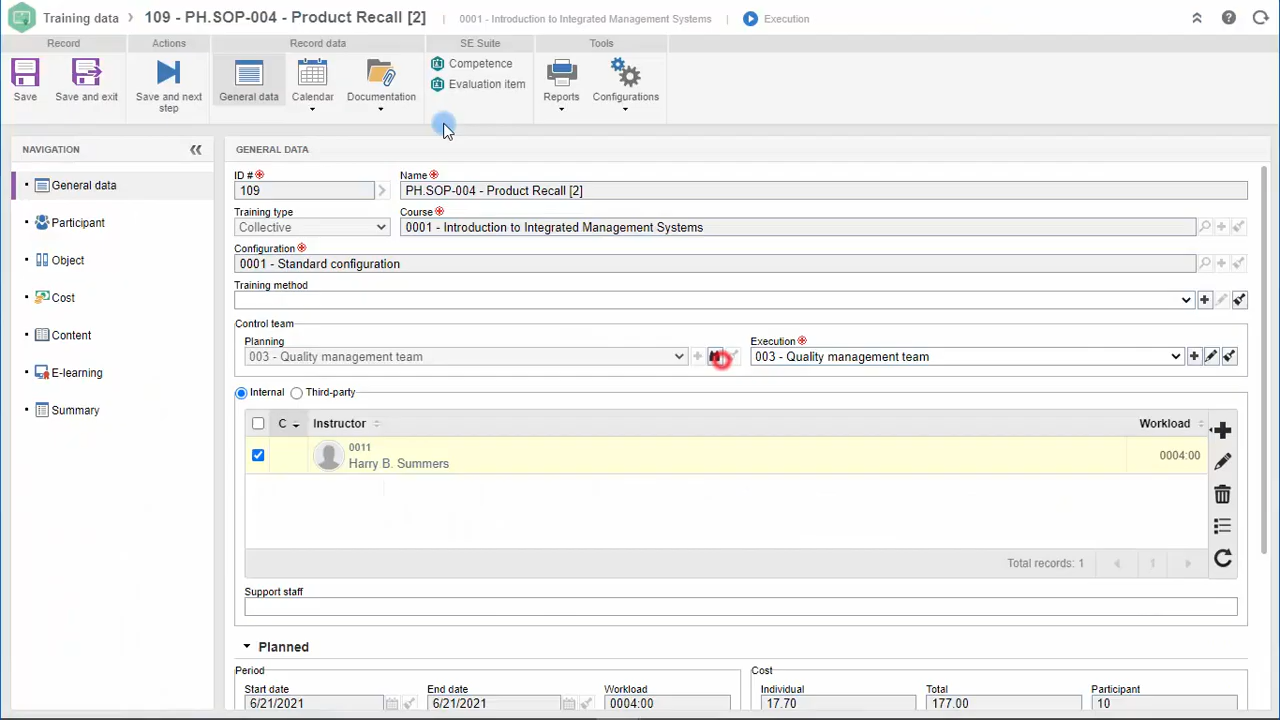 Training data
109 - PH.SOP-004 - Product Recall [2]
0001 - Introduction to Integrated Management Systems
Execution
Record
Actions
Record data
SE Suite
Tools
Save
Save and exit
Save and next
step
General data
Calendar
Documentation
Competence
Evaluation item
Reports
Configurations
NAVIGATION
General data
Participant
Object
Cost
Content
E-learning
Summary
GENERAL DATA
ID #
Name
109
PH.SOP-004 - Product Recall [2]
Training type
Course
Collective
0001 - Introduction to Integrated Management Systems
Configuration
0001 - Standard configuration
Training method
Control team
Planning
Execution
003 - Quality management team
003 - Quality management team
Internal
Third-party
C
Instructor
Workload
0011
Harry B. Summers
0004:00
Total records: 1
1
Support staff
Planned
Period
Cost
Start date
End date
Workload
Individual
Total
Participant
6/21/2021
6/21/2021
0004:00
17.70
177.00
10